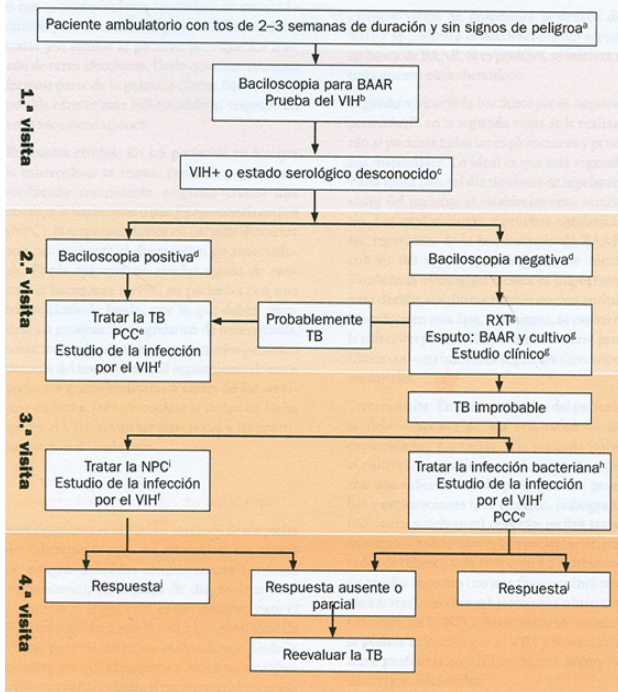 Paciente ambulatorio con tos de 2–3 semanas de duración y sin signos de peligroᵃ
1.ª visita
Baciloscopia para BAAR
Prueba del VIHᵇ
VIH+ o estado serológico desconocidoᶜ
2.ª visita
Baciloscopia positivaᵈ
Baciloscopia negativaᵈ
Tratar la TB
PCCᵉ
Estudio de la infección
por el VIHᶠ
Probablemente
TB
RXTᵍ
Esputo: BAAR y cultivoᵍ
Estudio clínicoᵍ
TB improbable
3.ª visita
Tratar la NPCⁱ
Estudio de la infección
por el VIHᶠ
Tratar la infección bacterianaʰ
Estudio de la infección
por el VIHᶠ
PCCᵉ
4.ª visita
Respuestaʲ
Respuesta ausente o
parcial
Respuestaʲ
Reevaluar la TB